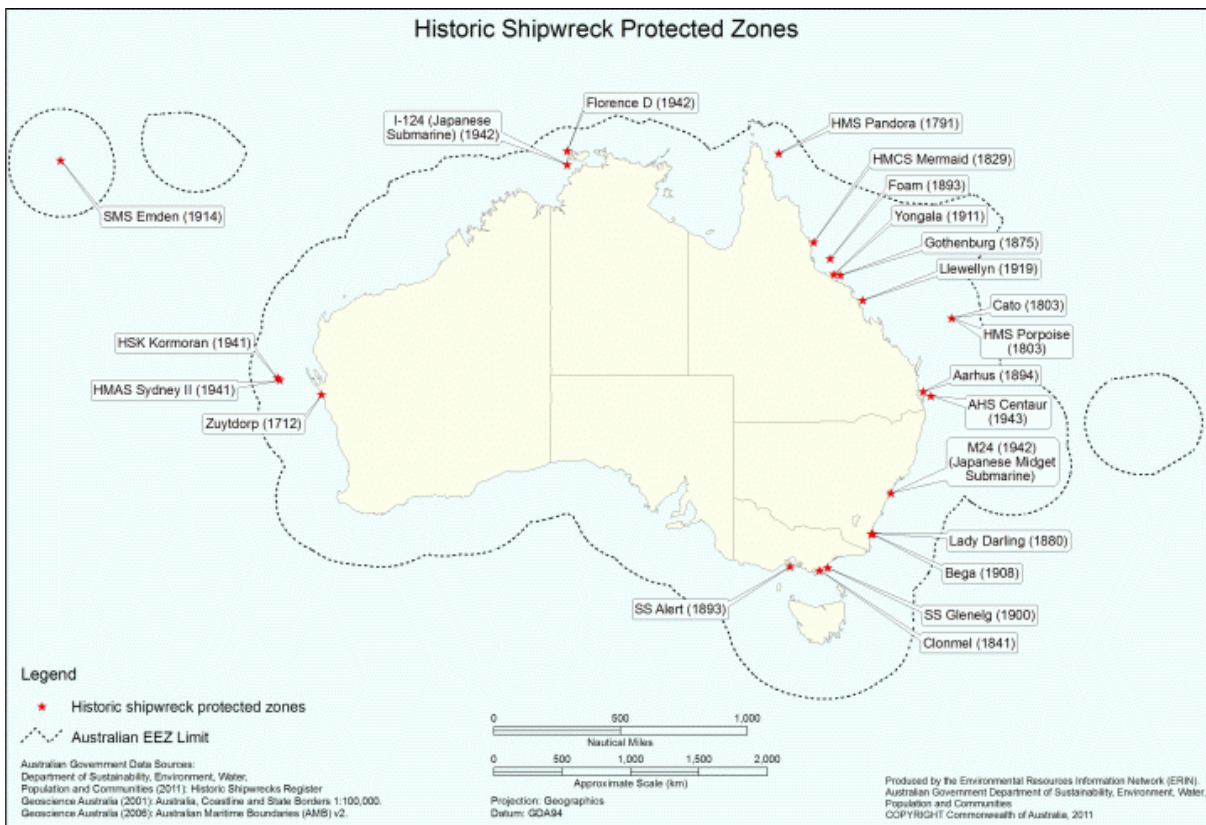 Historic Shipwreck Protected Zones
Florence D (1942)
I-124 (Japanese
Submarine) (1942)
HMS Pandora (1791)
HMCS Mermaid (1829)
Foam (1893)
Yongala (1911)
Gothenburg (1875)
Llewellyn (1919)
SMS Emden (1914)
Cato (1803)
HMS Porpoise
(1803)
HSK Kormoran (1941)
HMAS Sydney II (1941)
Zuytdorp (1712)
Aarhus (1894)
AHS Centaur
(1943)
M24 (1942)
(Japanese Midget
Submarine)
Lady Darling (1880)
Bega (1908)
SS Alert (1893)
SS Glenelg (1900)
Clonmel (1841)
Legend
Historic shipwreck protected zones
Australian EEZ Limit
Australian Government Data Sources:
Department of Sustainability, Environment, Water,
Population and Communities (2011): Historic Shipwrecks Register
Geoscience Australia (2001): Australia, Coastline and State Borders 1:100,000.
Geoscience Australia (2006): Australian Maritime Boundaries (AMB) v2.
0 500 1,000
Nautical Miles
0 500 1,000 1,500 2,000
Approximate Scale (km)
Projection: Geographics
Datum: GDA94
Produced by the Environmental Resources Information Network (ERIN).
Australian Government Department of Sustainability, Environment, Water,
Population and Communities
COPYRIGHT Commonwealth of Australia, 2011